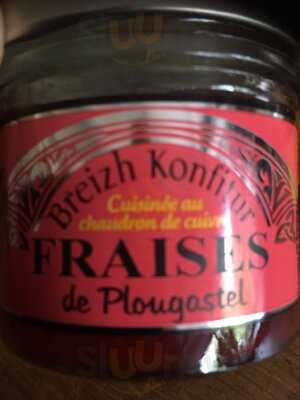 Breizh Konfitur
Cuisinée au
chaudron de cuivre
FRAISES
de Plougastel